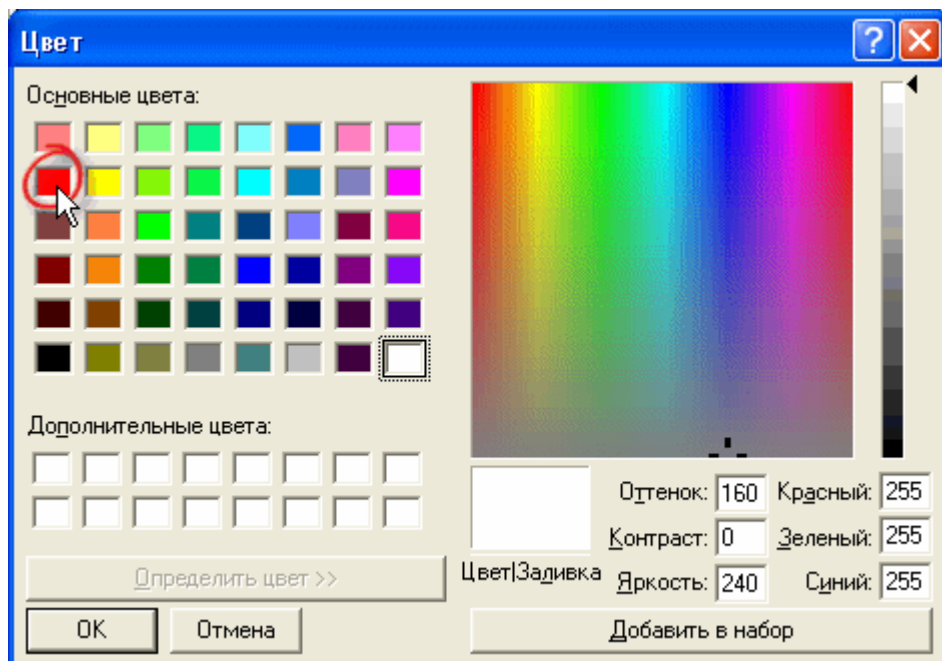 Цвет
Основные цвета:
Дополнительные цвета:
Определить цвет >>
OK
Отмена
Цвет|Заливка
Оттенок: 160
Контраст: 0
Яркость: 240
Красный: 255
Зеленый: 255
Синий: 255
Добавить в набор